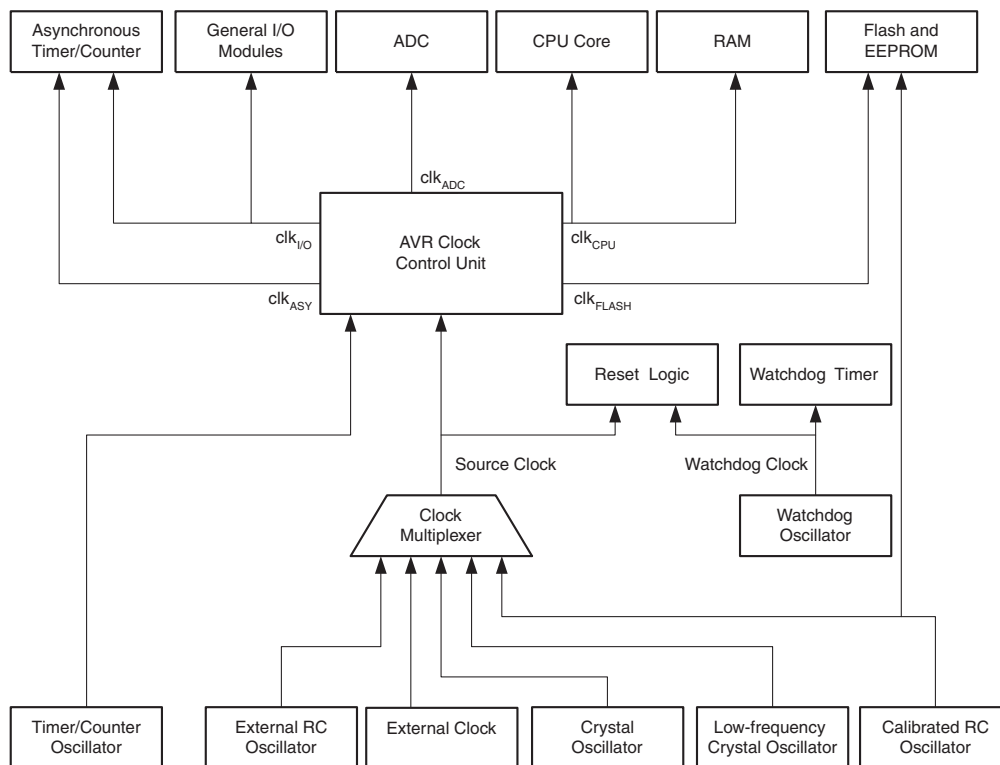 Asynchronous
Timer/Counter
General I/O
Modules
ADC
CPU Core
RAM
Flash and
EEPROM
clkADC
clkI/O
AVR Clock
Control Unit
clkCPU
clkASY
clkFLASH
Reset Logic
Watchdog Timer
Source Clock
Watchdog Clock
Clock
Multiplexer
Watchdog
Oscillator
Timer/Counter
Oscillator
External RC
Oscillator
External Clock
Crystal
Oscillator
Low-frequency
Crystal Oscillator
Calibrated RC
Oscillator